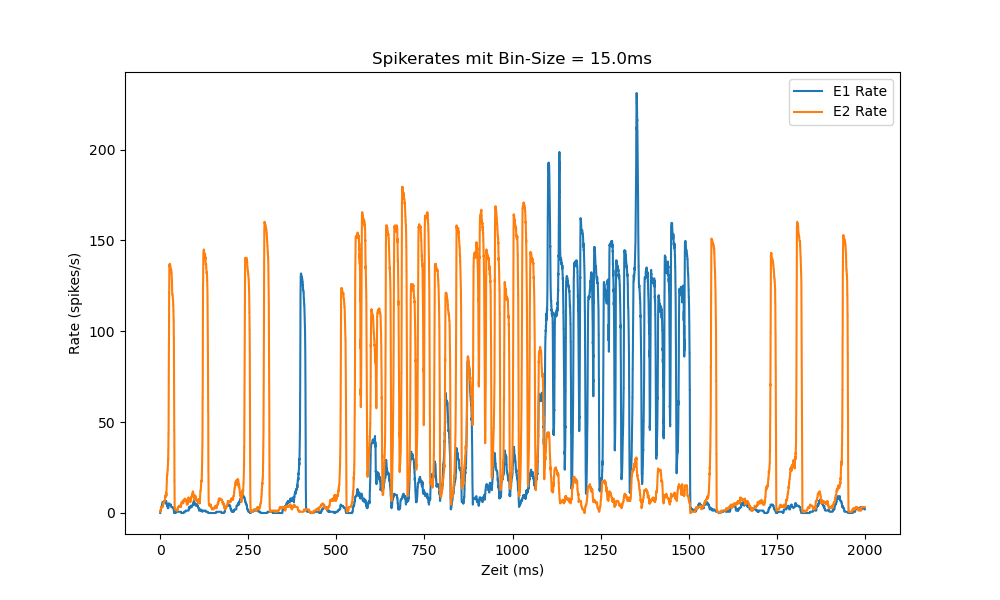 Spikerates mit Bin-Size = 15.0ms
E1 Rate
E2 Rate
Rate (spikes/s)
200
150
100
50
0
0 250 500 750 1000 1250 1500 1750 2000
Zeit (ms)